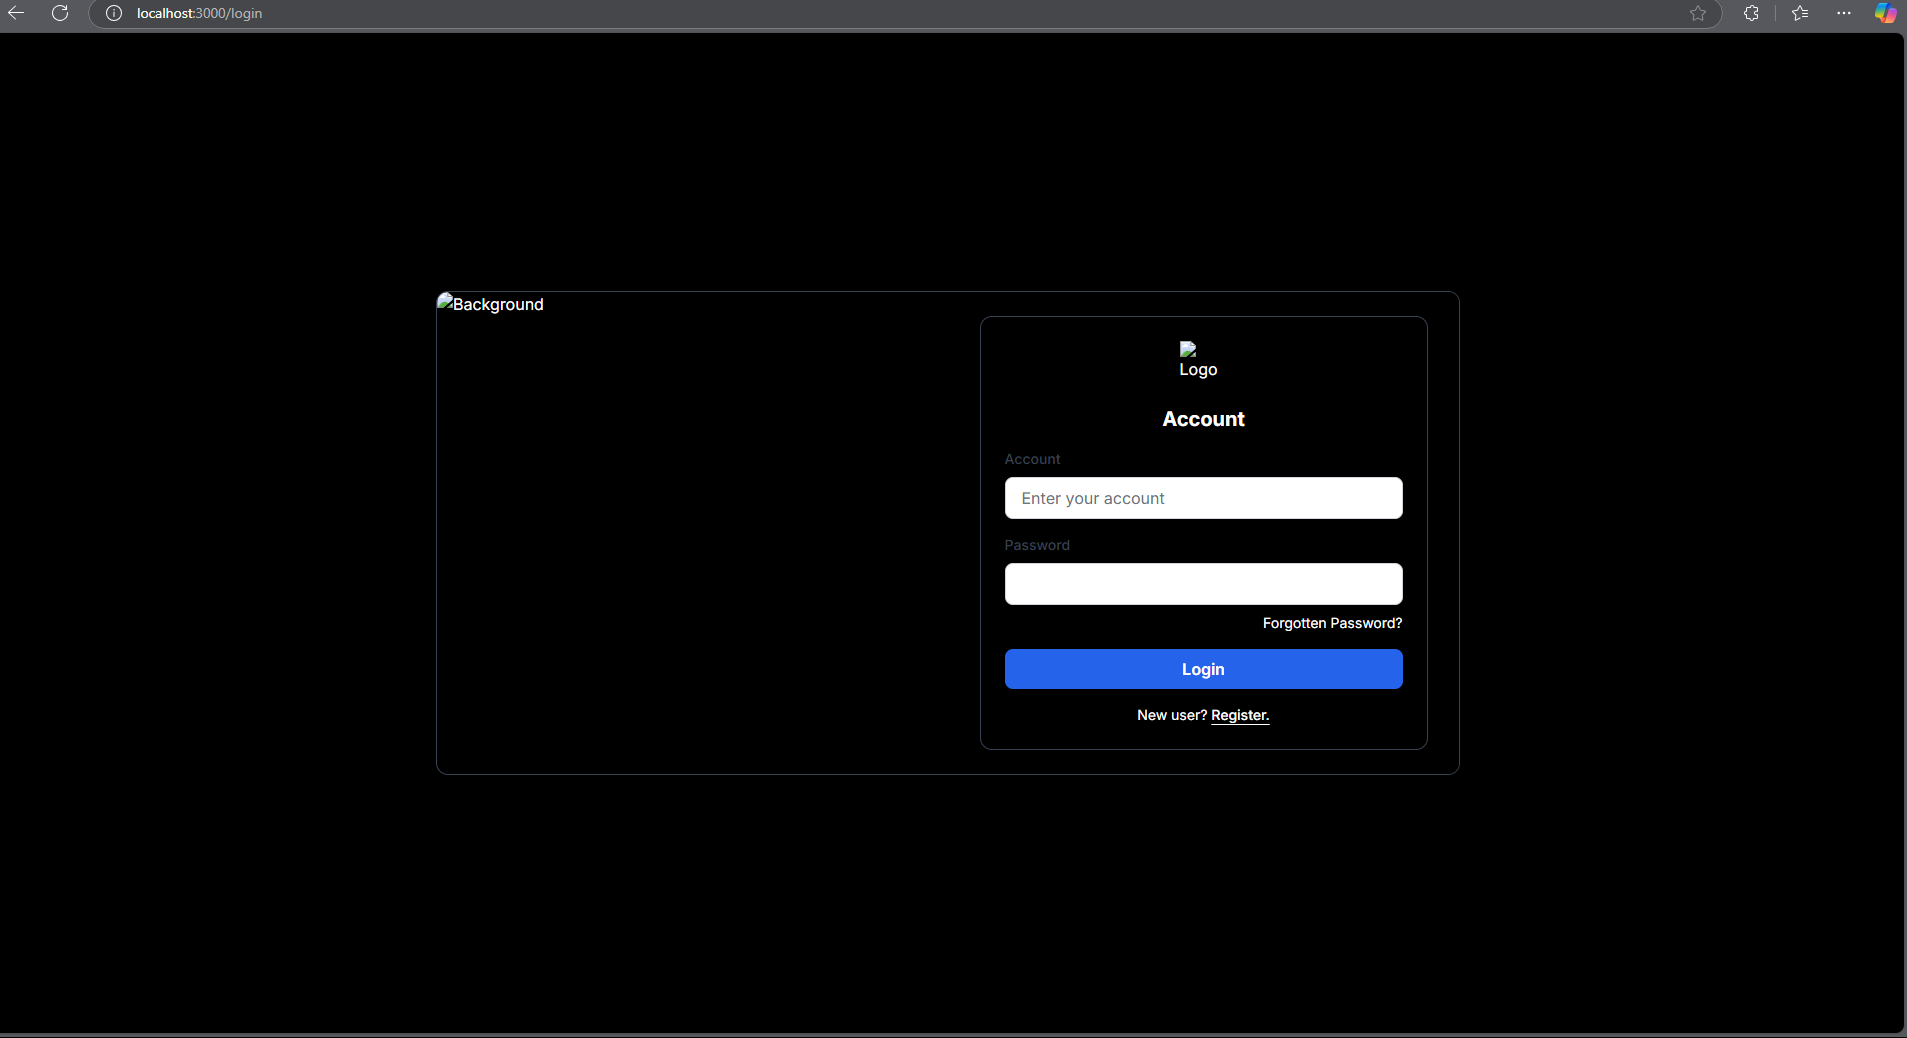 localhost:3000/login
Background
Logo
Account
Account
Enter your account
Password
Forgotten Password?
Login
New user? Register.